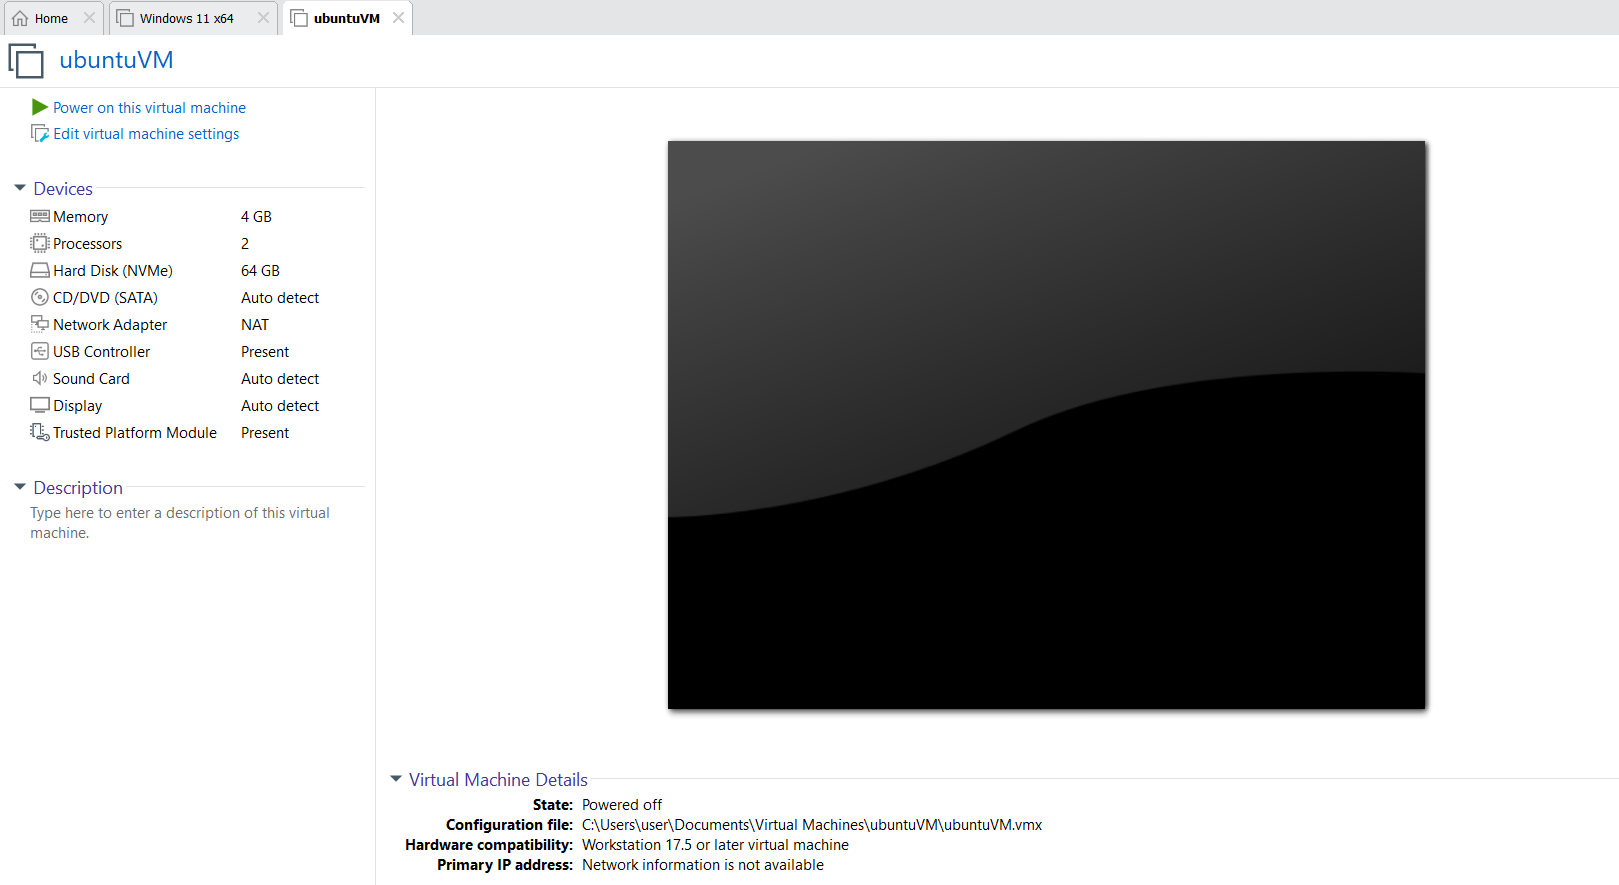 Home
Windows 11 x64
ubuntuVM
ubuntuVM
Power on this virtual machine
Edit virtual machine settings
Devices
Memory 4 GB
Processors 2
Hard Disk (NVMe) 64 GB
CD/DVD (SATA) Auto detect
Network Adapter NAT
USB Controller Present
Sound Card Auto detect
Display Auto detect
Trusted Platform Module Present
Description
Type here to enter a description of this virtual
machine.
Virtual Machine Details
State: Powered off
Configuration file: C:\Users\user\Documents\Virtual Machines\ubuntuVM\ubuntuVM.vmx
Hardware compatibility: Workstation 17.5 or later virtual machine
Primary IP address: Network information is not available